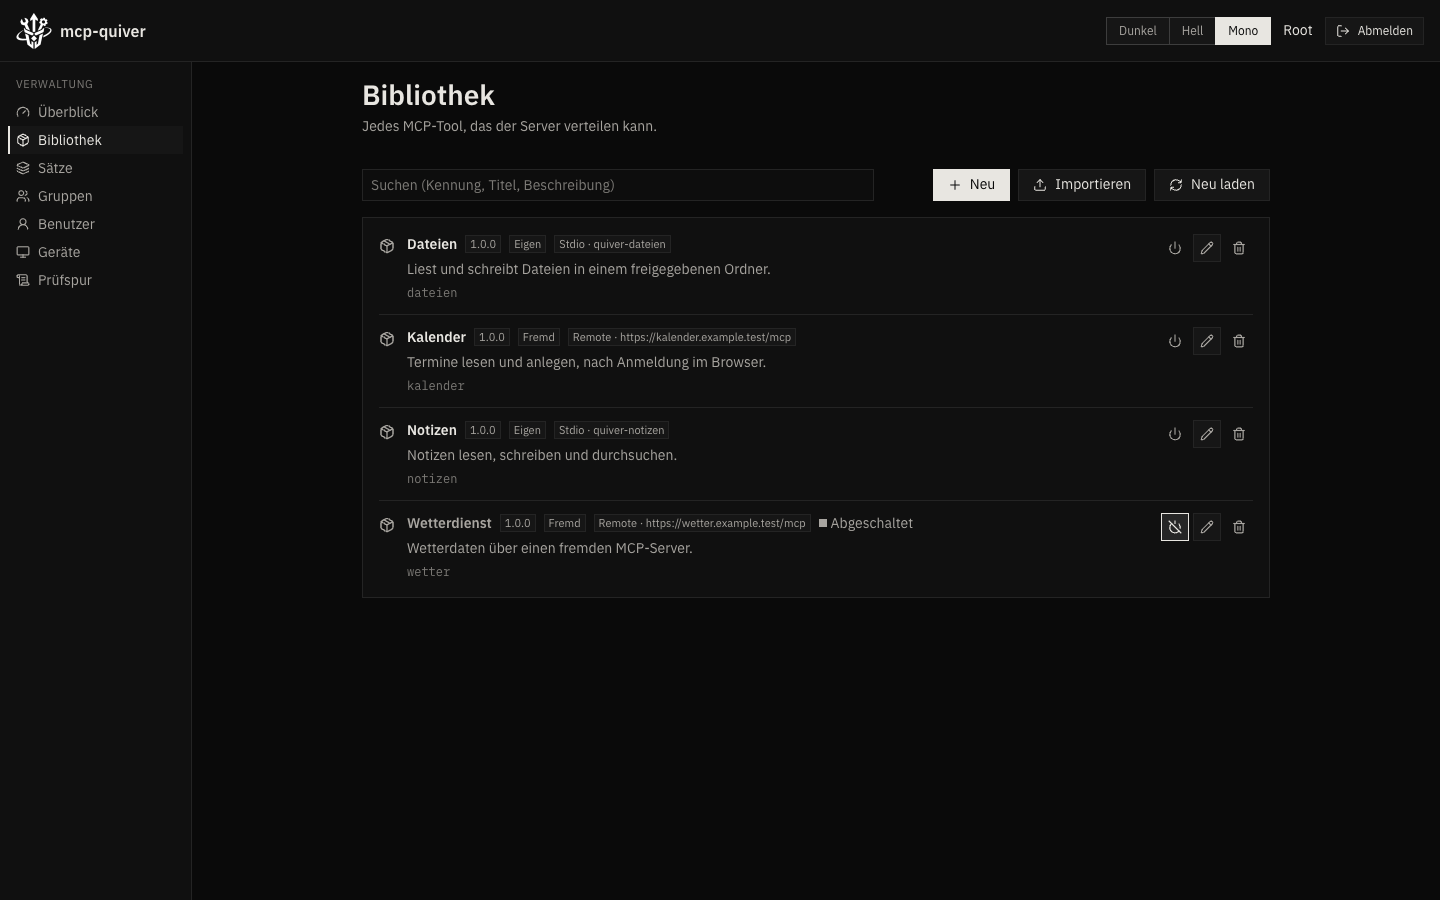 mcp-quiver
Dunkel Hell Mono Root Abmelden
VERWALTUNG
Überblick
Bibliothek
Sätze
Gruppen
Benutzer
Geräte
Prüfspur
Bibliothek
Jedes MCP-Tool, das der Server verteilen kann.
Suchen (Kennung, Titel, Beschreibung)
Neu Importieren Neu laden
Dateien 1.0.0 Eigen Stdio · quiver-dateien
Liest und schreibt Dateien in einem freigegebenen Ordner.
dateien
Kalender 1.0.0 Fremd Remote · https://kalender.example.test/mcp
Termine lesen und anlegen, nach Anmeldung im Browser.
kalender
Notizen 1.0.0 Eigen Stdio · quiver-notizen
Notizen lesen, schreiben und durchsuchen.
notizen
Wetterdienst 1.0.0 Fremd Remote · https://wetter.example.test/mcp Abgeschaltet
Wetterdaten über einen fremden MCP-Server.
wetter